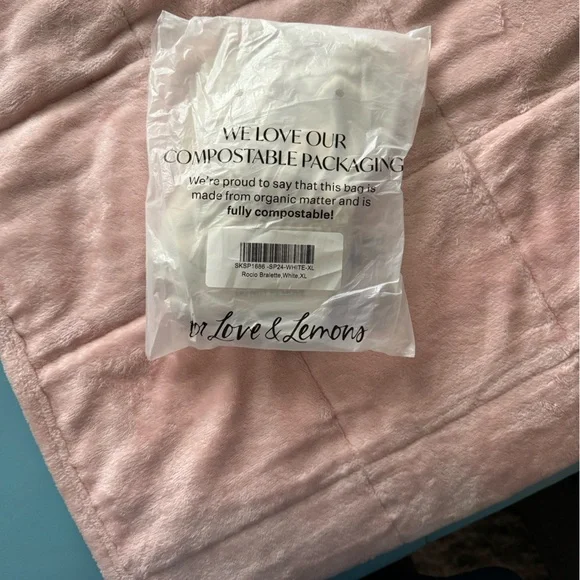 WE LOVE OUR
COMPOSTABLE PACKAGING
We're proud to say that this bag is
made from organic matter and is
fully compostable!
SKSP1686 -SP24-WHITE-XL
Rocio Bralette,White,XL
for Love & Lemons